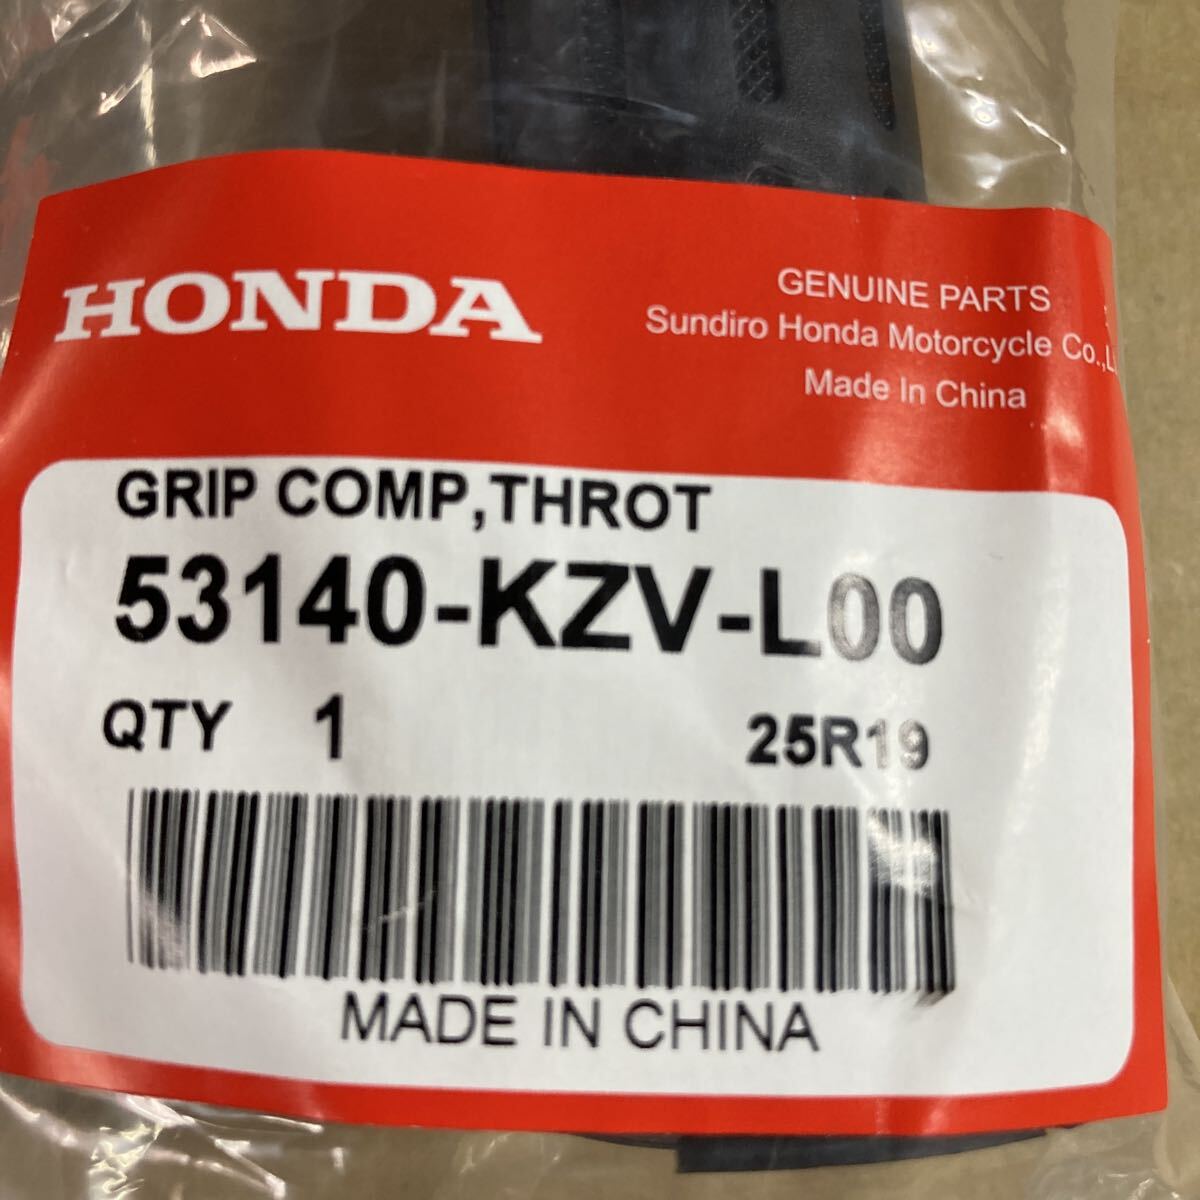 HONDA
GENUINE PARTS
Sundiro Honda Motorcycle Co.,L
Made In China
GRIP COMP,THROT
53140-KZV-L00
QTY 1 25R19
MADE IN CHINA